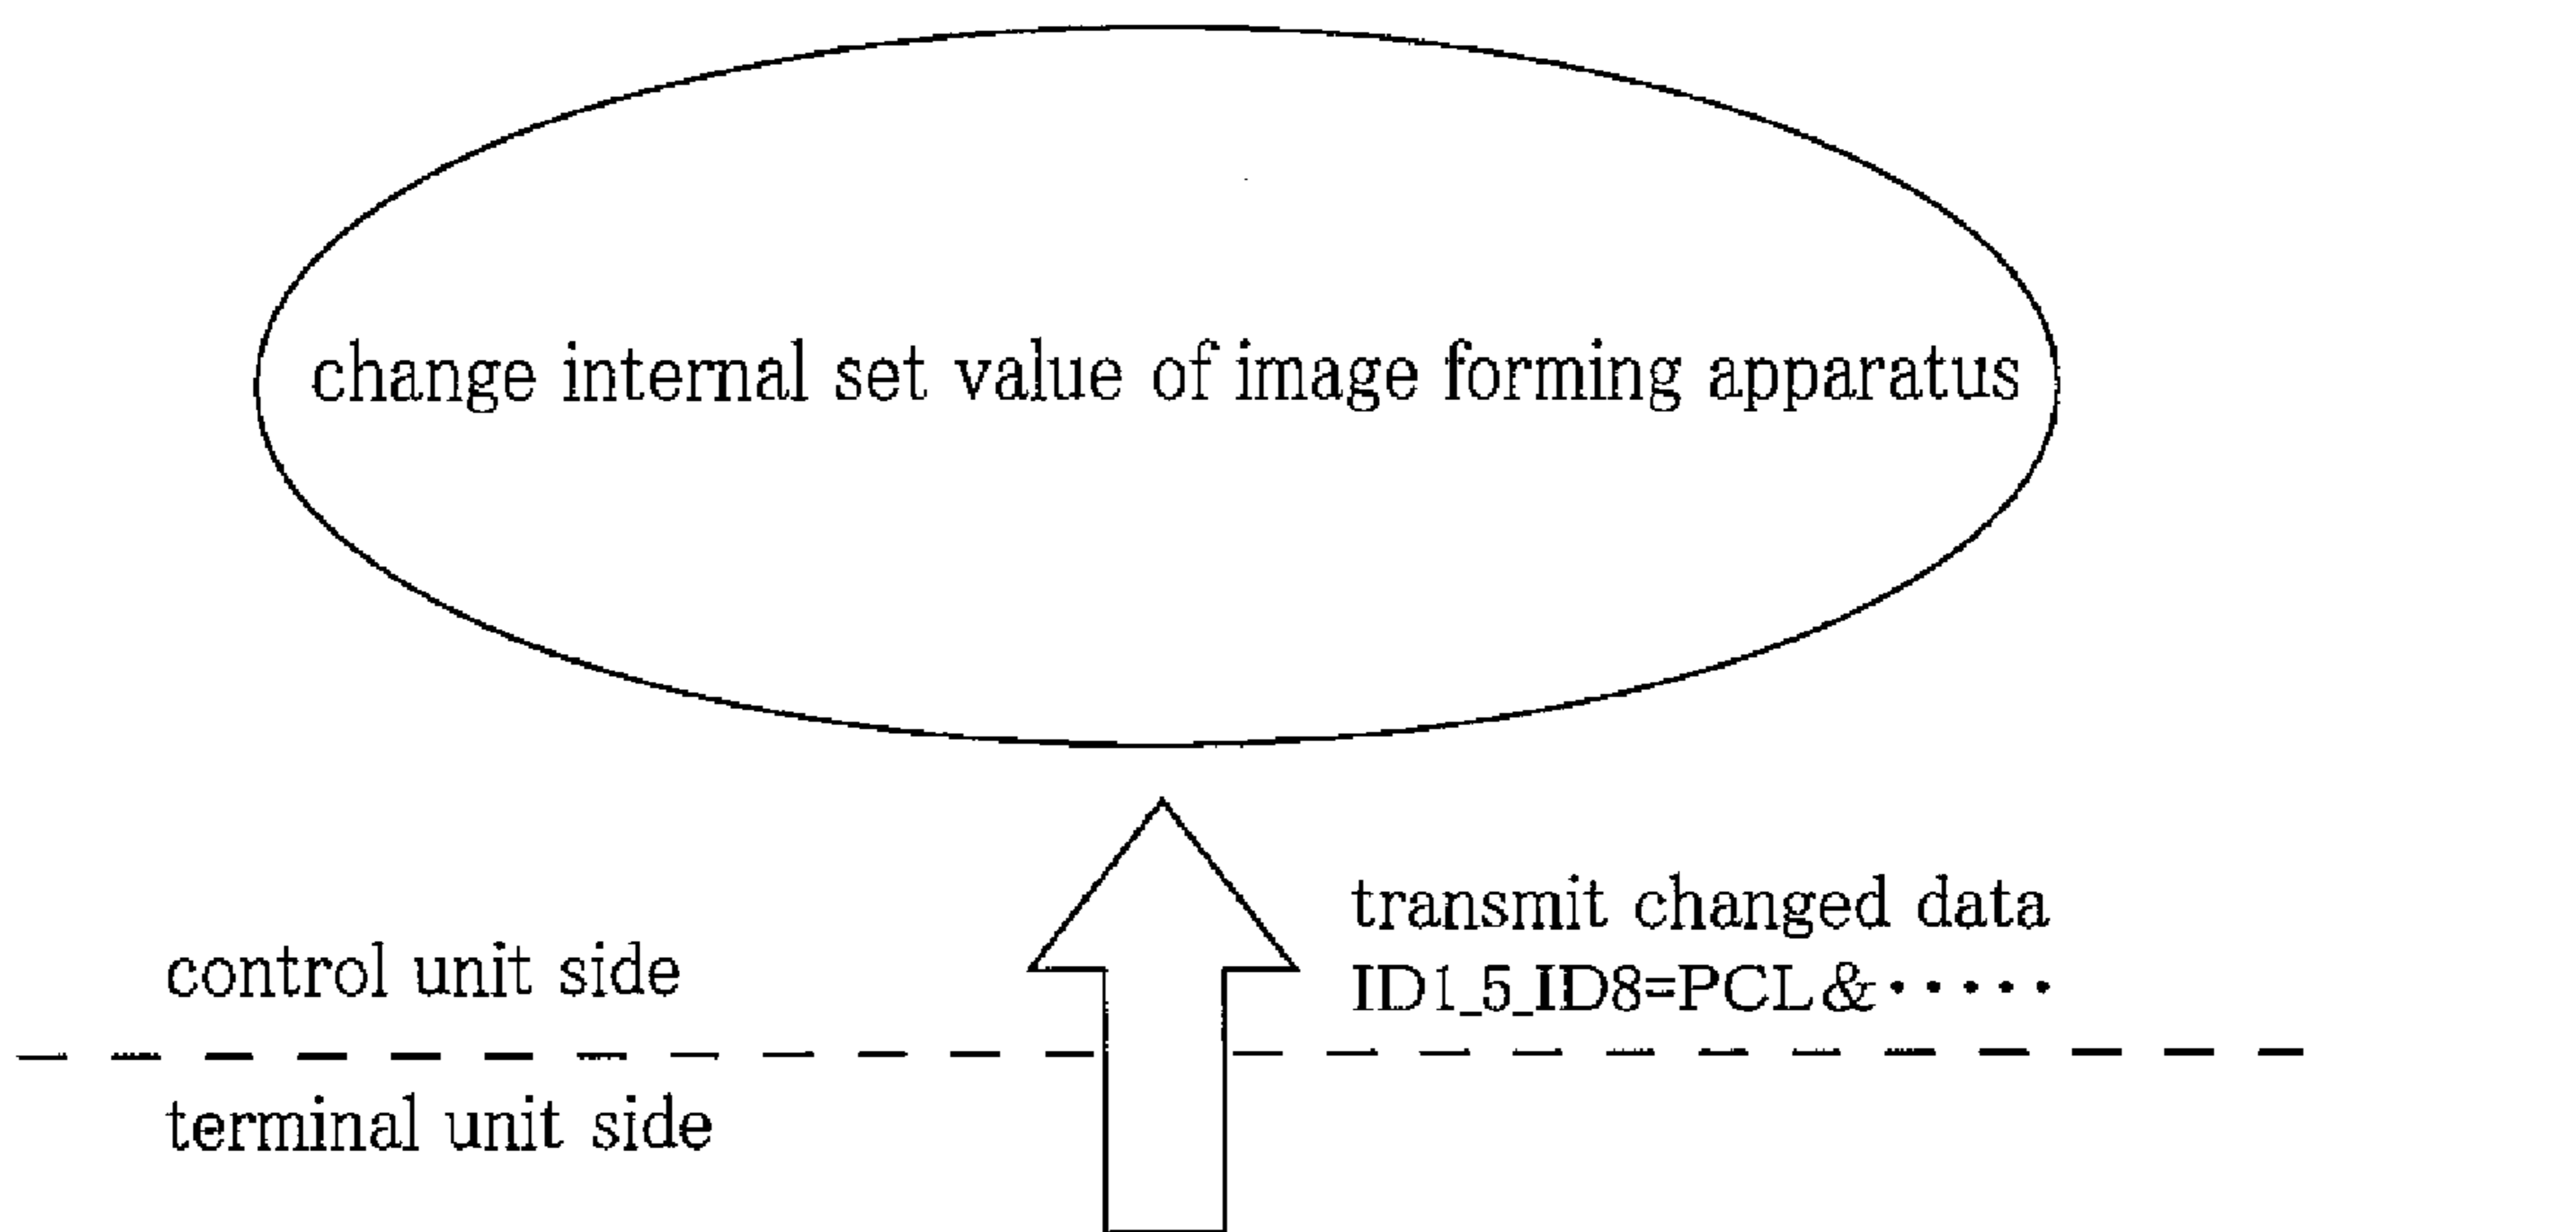 change internal set value of image forming apparatus
transmit changed data
ID1_5_ID8=PCL&·····
control unit side
terminal unit side